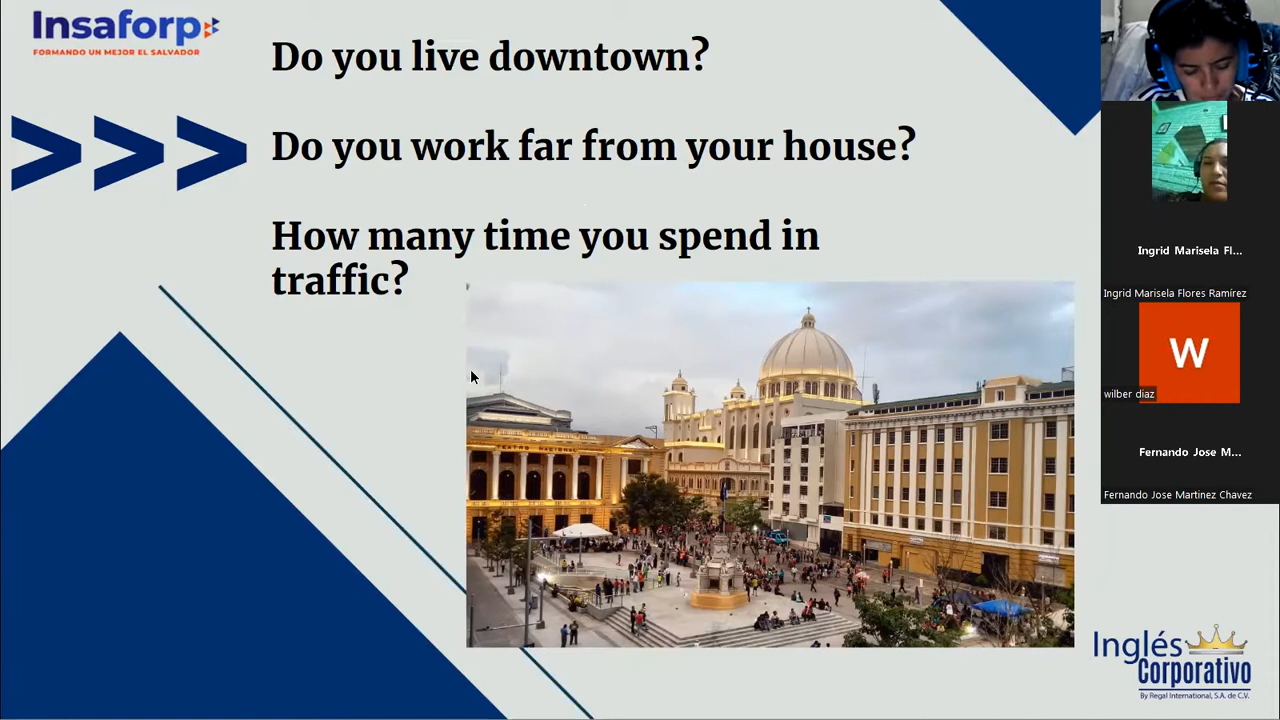 Insaforp
FORMANDO UN MEJOR EL SALVADOR
Do you live downtown?
>>> Do you work far from your house?
How many time you spend in
traffic?
TEATRO NACIONAL
Ingrid Marisela Fl...
Ingrid Marisela Flores Ramírez
W
wilber diaz
Fernando Jose M...
Fernando Jose Martinez Chavez
Inglés
Corporativo
By Regal International, S.A. de C.V.